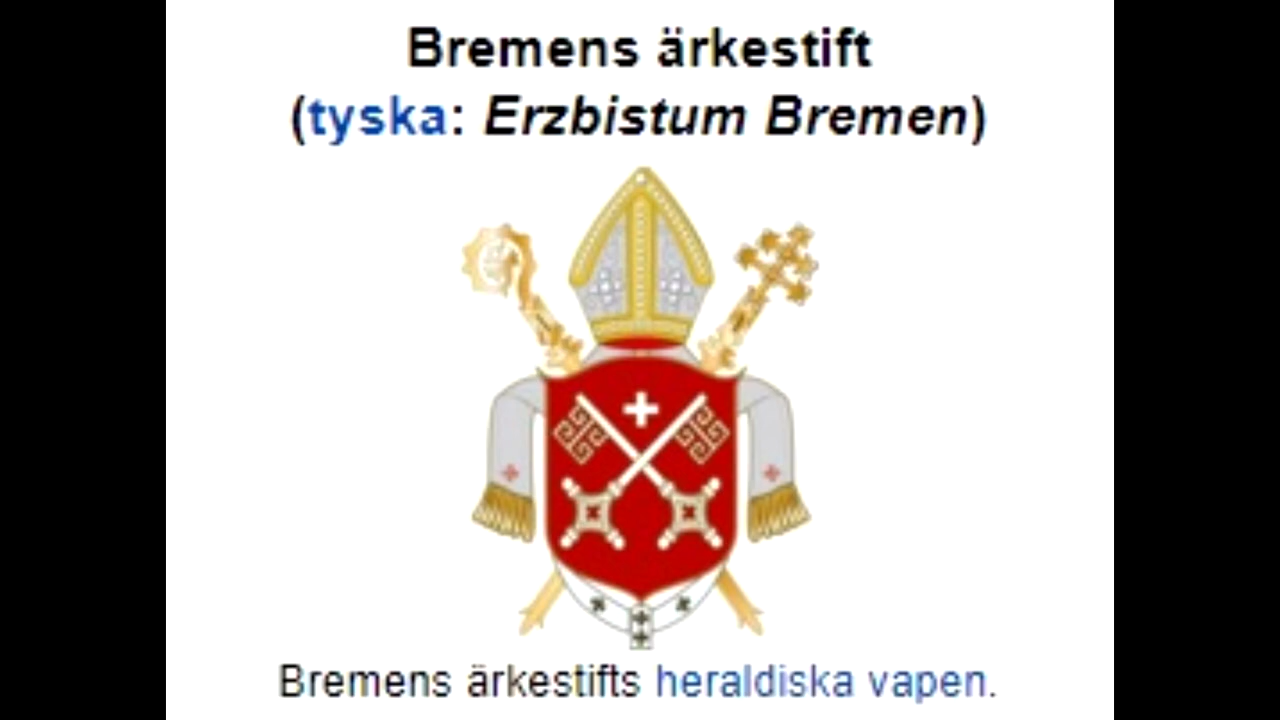 Bremens ärkestift
(tyska: Erzbistum Bremen)
Bremens ärkestifts heraldiska vapen.